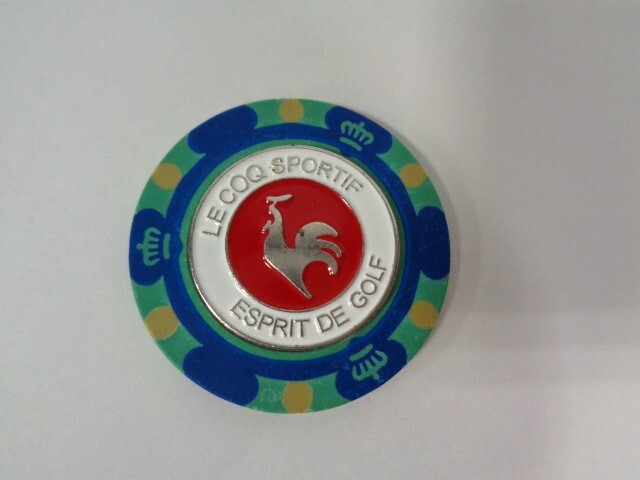 LE COQ SPORTIF
ESPRIT DE GOLF